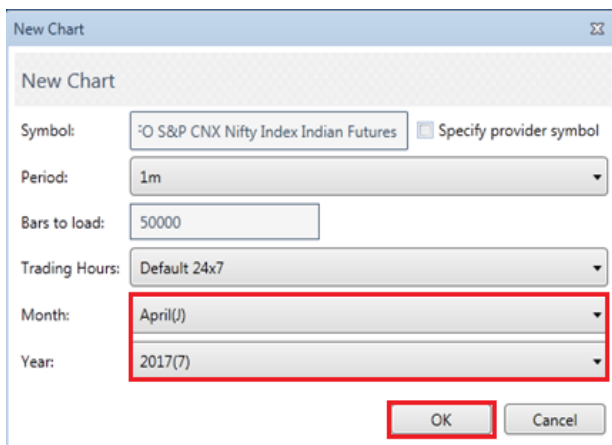 New Chart
New Chart
Symbol: FO S&P CNX Nifty Index Indian Futures Specify provider symbol
Period: 1m
Bars to load: 50000
Trading Hours: Default 24x7
Month: April(J)
Year: 2017(7)
OK Cancel